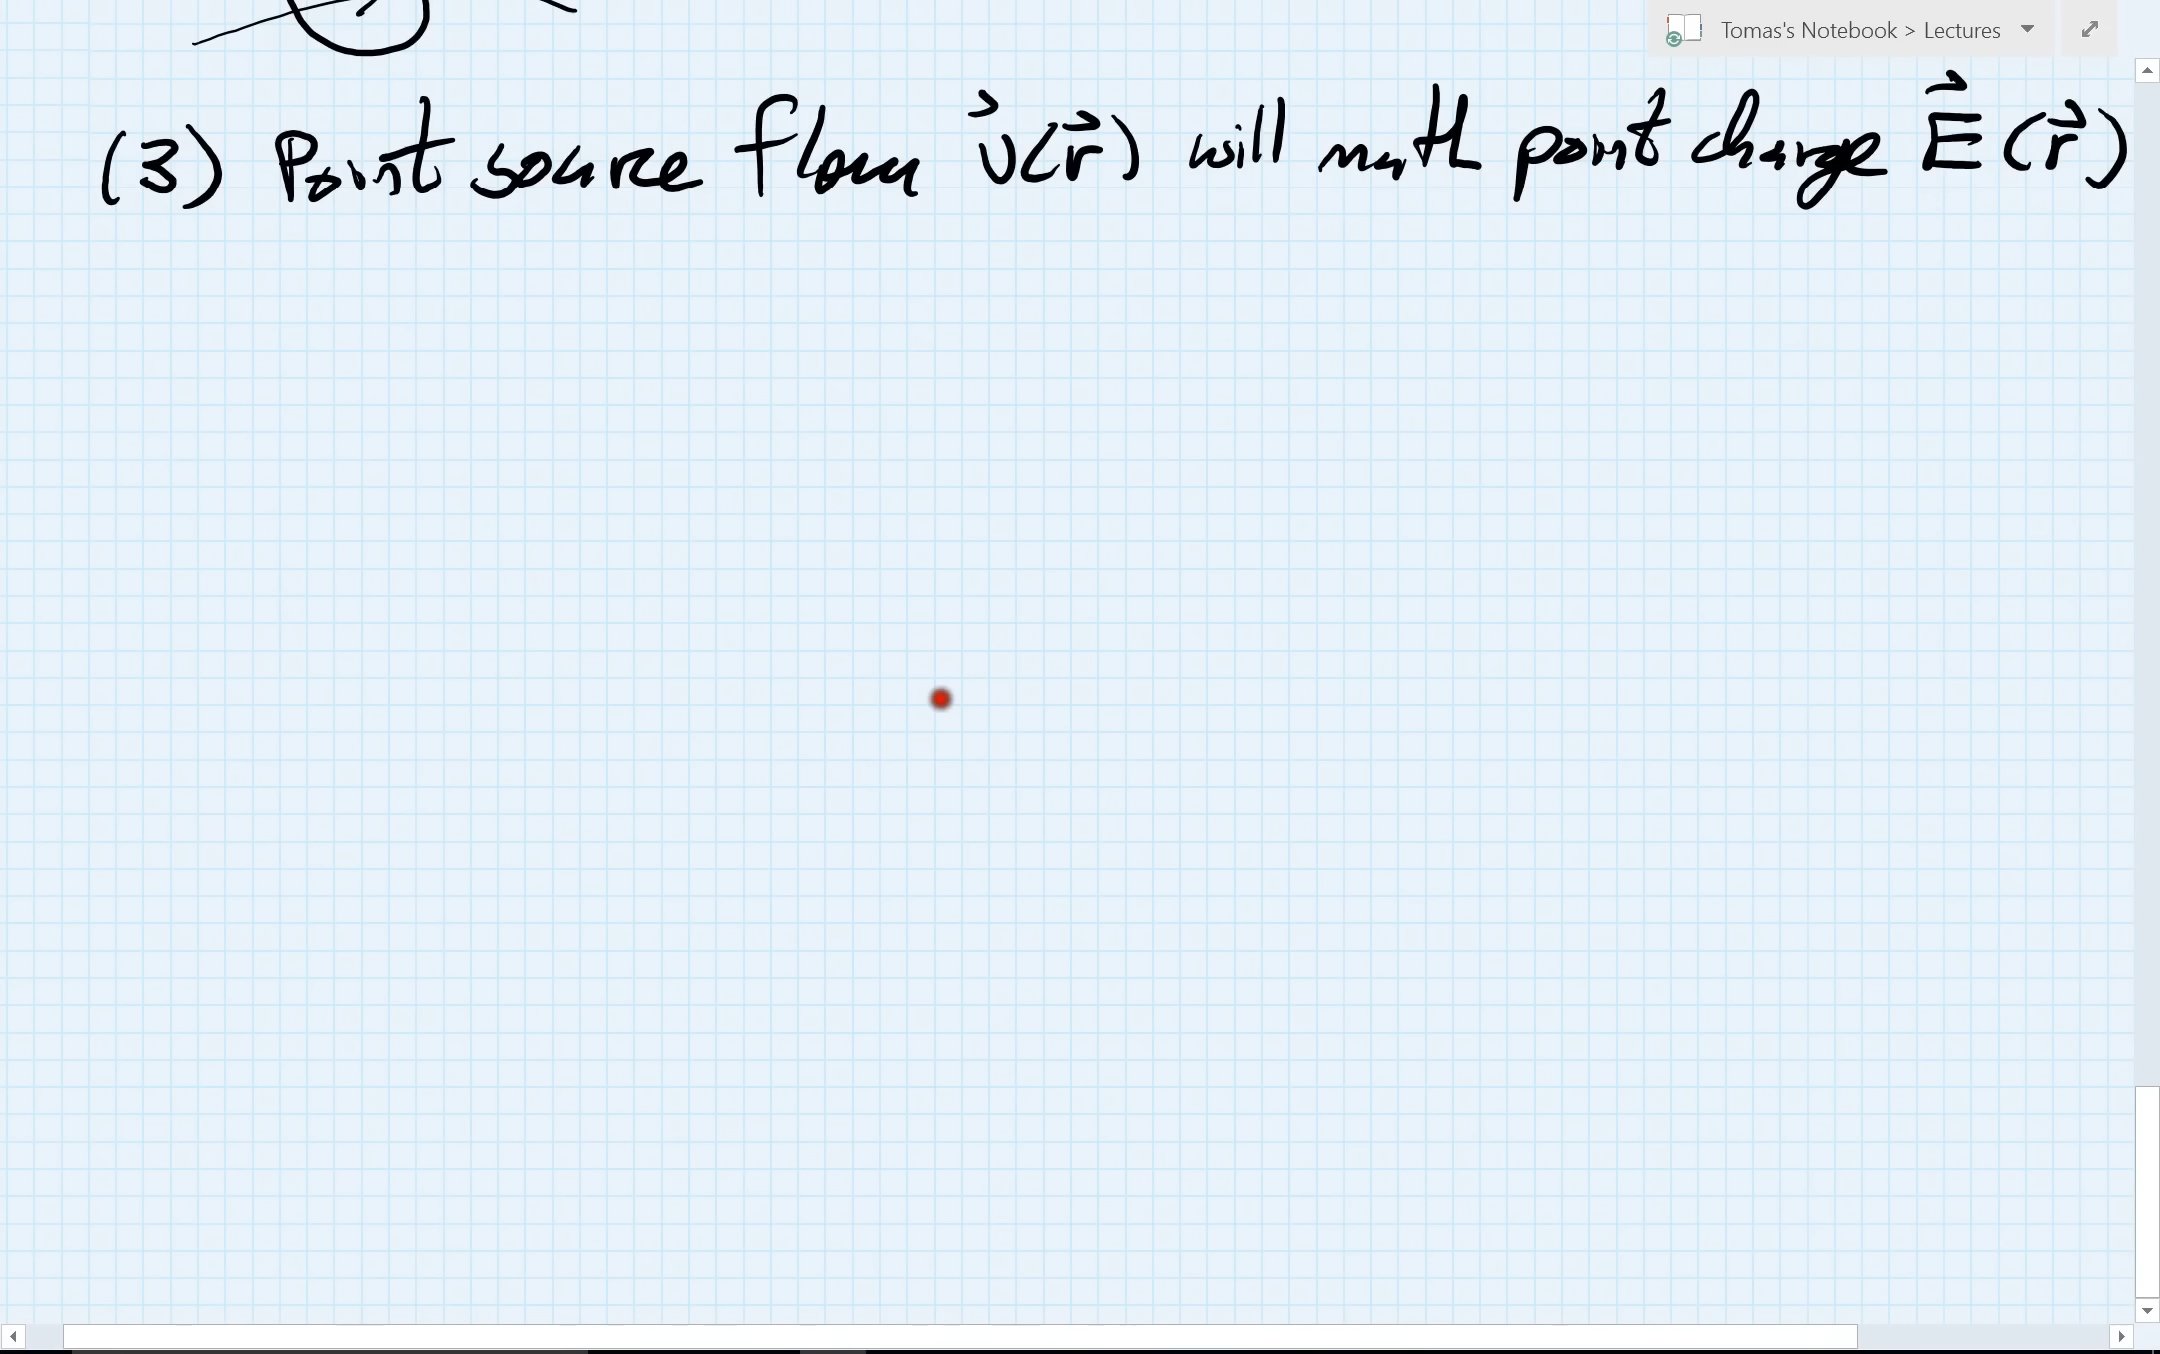 Tomas's Notebook > Lectures
(3) Point source flow v⃗(r⃗) will math point charge E⃗(r⃗)